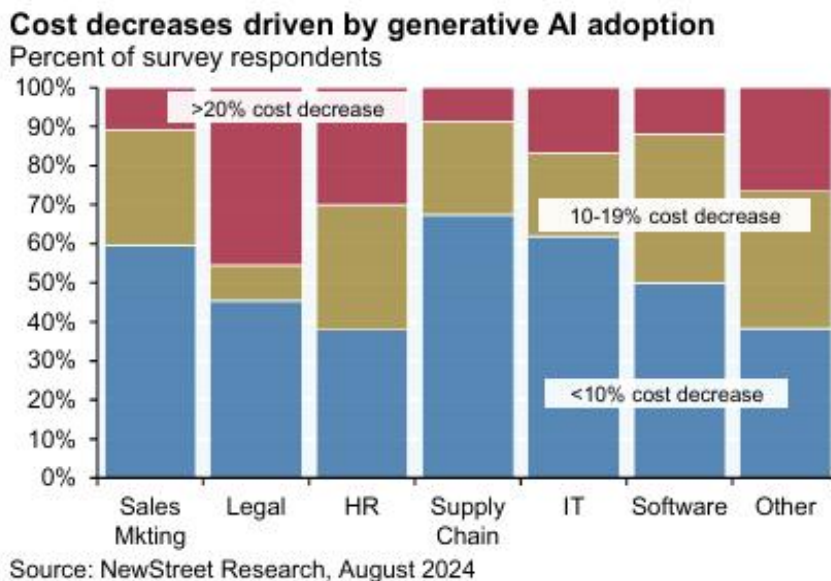 Cost decreases driven by generative AI adoption
Percent of survey respondents
100%
90%
80%
70%
60%
50%
40%
30%
20%
10%
0%
>20% cost decrease
10-19% cost decrease
<10% cost decrease
Sales Mkting
Legal
HR
Supply Chain
IT
Software
Other
Source: NewStreet Research, August 2024